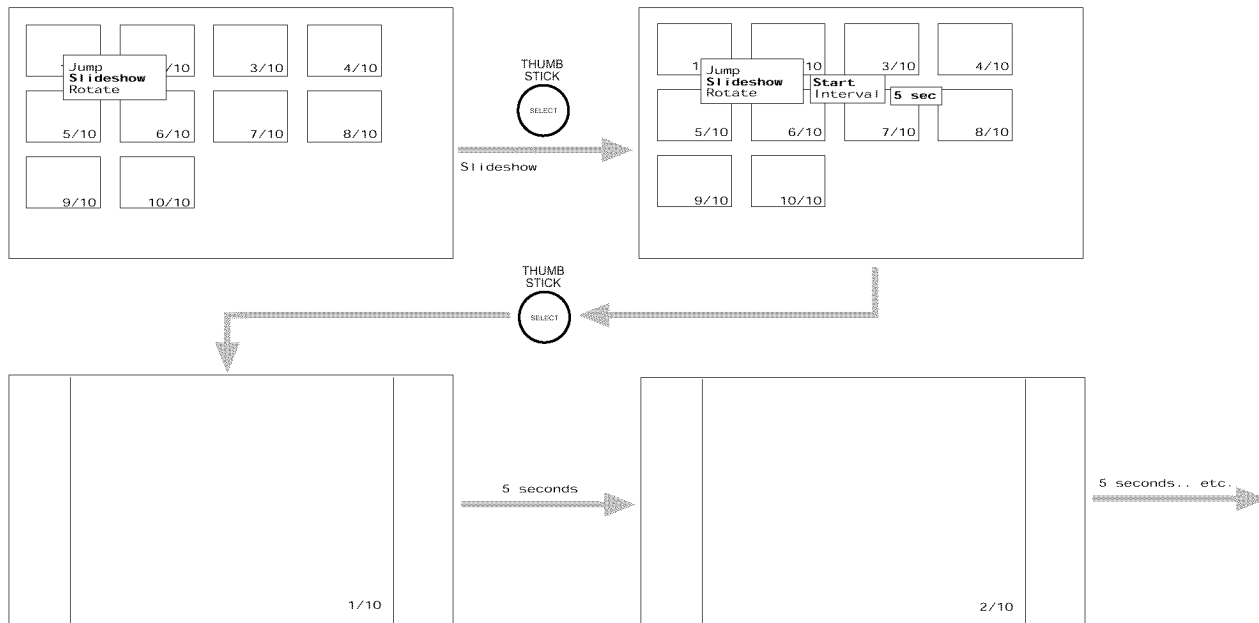 Jump
Slideshow
Rotate
/10
3/10
4/10
5/10
6/10
7/10
8/10
9/10
10/10
THUMB
STICK
SELECT
Slideshow
1
10
3/10
4/10
Jump
Slideshow
Rotate
Start
Interval
5 sec
5/10
6/10
7/10
8/10
9/10
10/10
THUMB
STICK
SELECT
1/10
5 seconds
2/10
5 seconds.. etc.